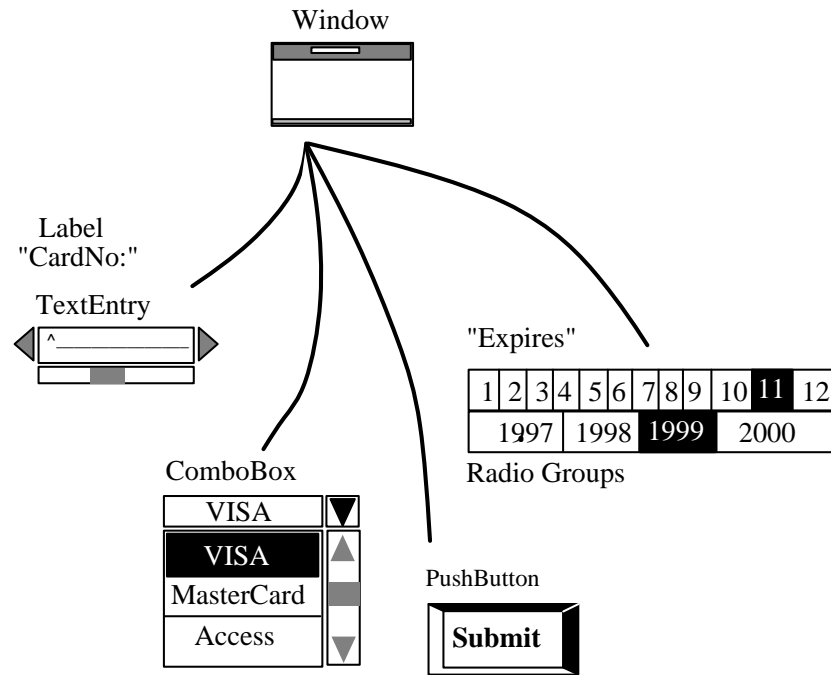 Window
Label
"CardNo:"
TextEntry
^____________
"Expires"
1 2 3 4 5 6 7 8 9 10 11 12
1997 1998 1999 2000
Radio Groups
ComboBox
VISA
VISA
MasterCard
Access
PushButton
Submit